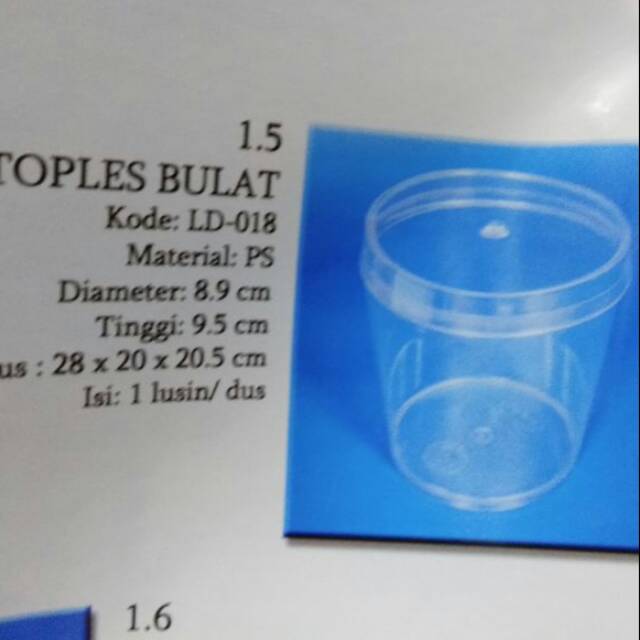 1.5
TOPLES BULAT
Kode: LD-018
Material: PS
Diameter: 8.9 cm
Tinggi: 9.5 cm
us : 28 x 20 x 20.5 cm
Isi: 1 lusin/ dus
1.6